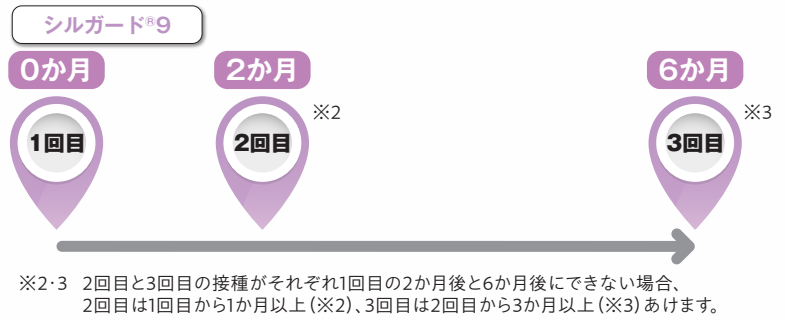 シルガード®9
0か月 2か月 6か月
1回目 2回目 ※2 3回目 ※3
※2・3 2回目と3回目の接種がそれぞれ1回目の2か月後と6か月後にできない場合、
2回目は1回目から1か月以上(※2)、3回目は2回目から3か月以上(※3)あけます。